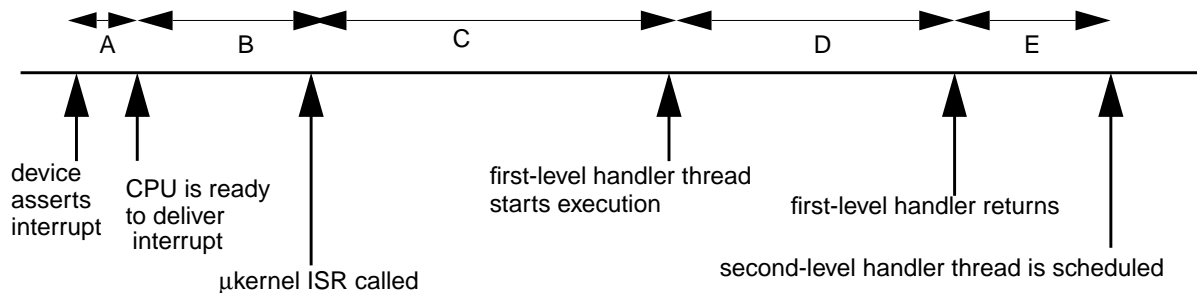 A
B
C
D
E
device
asserts
interrupt
CPU is ready
to deliver
interrupt
μkernel ISR called
first-level handler thread
starts execution
first-level handler returns
second-level handler thread is scheduled